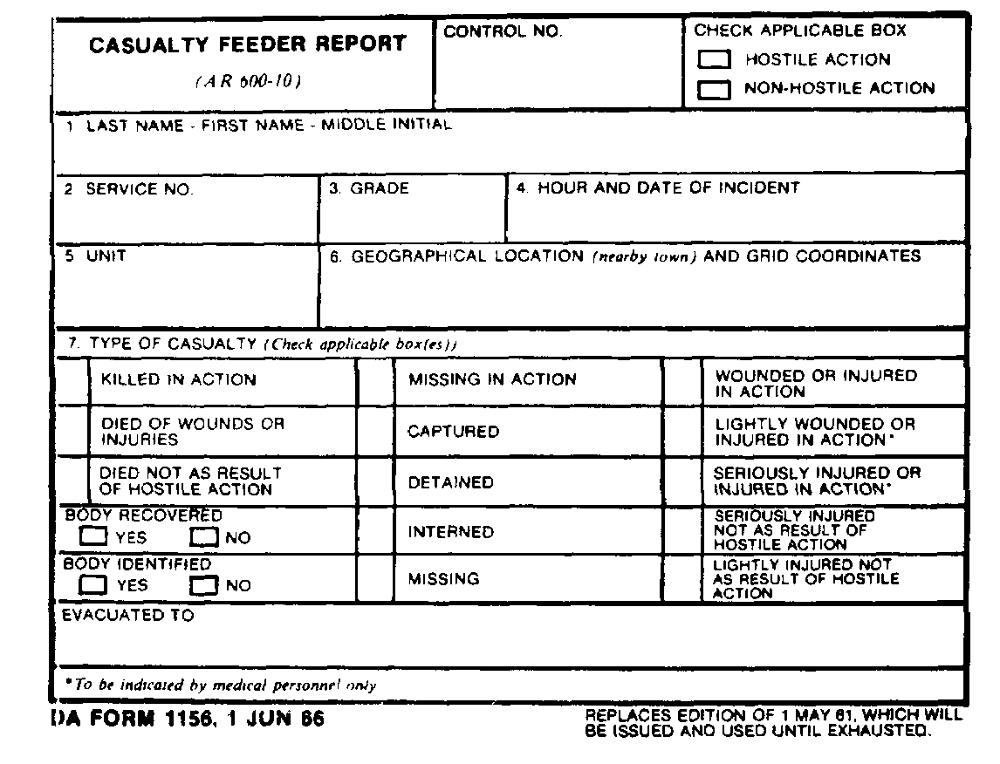 CASUALTY FEEDER REPORT
(AR 600-10)
CONTROL NO.
CHECK APPLICABLE BOX
HOSTILE ACTION
NON-HOSTILE ACTION
1 LAST NAME - FIRST NAME - MIDDLE INITIAL
2 SERVICE NO.
3. GRADE
4. HOUR AND DATE OF INCIDENT
5 UNIT
6. GEOGRAPHICAL LOCATION (nearby town) AND GRID COORDINATES
7. TYPE OF CASUALTY (Check applicable box(es))
KILLED IN ACTION
MISSING IN ACTION
WOUNDED OR INJURED
IN ACTION
DIED OF WOUNDS OR
INJURIES
CAPTURED
LIGHTLY WOUNDED OR
INJURED IN ACTION*
DIED NOT AS RESULT
OF HOSTILE ACTION
DETAINED
SERIOUSLY INJURED OR
INJURED IN ACTION*
BODY RECOVERED
YES NO
INTERNED
SERIOUSLY INJURED
NOT AS RESULT OF
HOSTILE ACTION
BODY IDENTIFIED
YES NO
MISSING
LIGHTLY INJURED NOT
AS RESULT OF HOSTILE
ACTION
EVACUATED TO
*To be indicated by medical personnel only
DA FORM 1156, 1 JUN 66
REPLACES EDITION OF 1 MAY 61, WHICH WILL
BE ISSUED AND USED UNTIL EXHAUSTED.